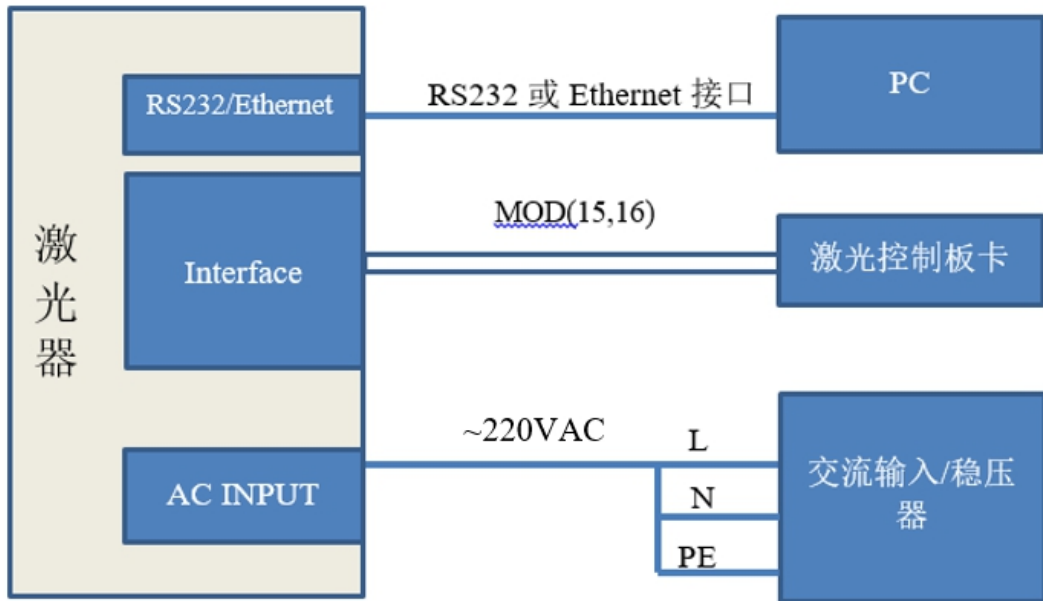 RS232/Ethernet
RS232 或 Ethernet 接口
PC
激
光
器
Interface
MOD(15,16)
激光控制板卡
AC INPUT
~220VAC
L
N
PE
交流输入/稳压
器